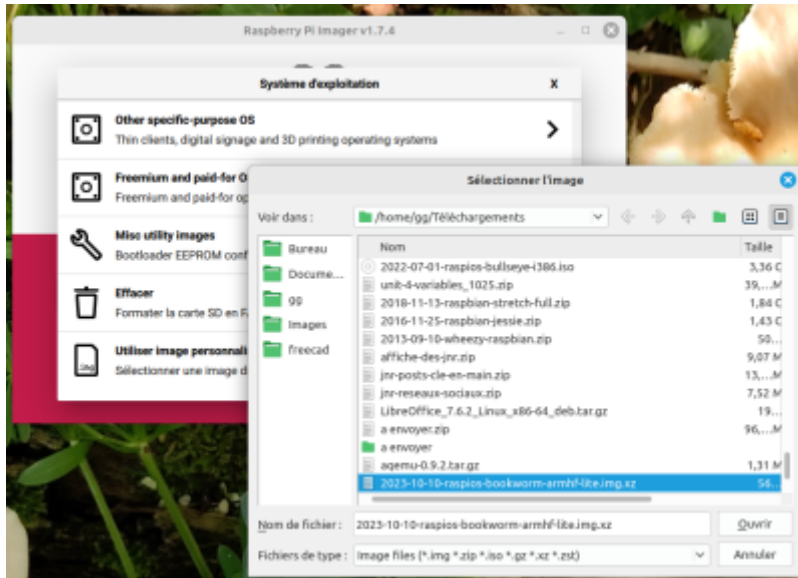 Raspberry Pi Imager v1.7.4
Système d'exploitation
X
Other specific-purpose OS
Thin clients, digital signage and 3D printing operating systems
Freemium and paid-for O
Freemium and paid-for op
Misc utility images
Bootloader EEPROM conf
Effacer
Formater la carte SD en F
Utiliser image personnali
Sélectionner une image d
Sélectionner l'image
Voir dans :
/home/gg/Téléchargements
Bureau
Docume...
gg
Images
freecad
Nom
Taille
2022-07-01-raspios-bullseye-i386.iso
3,36 G
unit-4-variables_1025.zip
39,...M
2018-11-13-raspbian-stretch-full.zip
1,84 G
2016-11-25-raspbian-jessie.zip
1,43 G
2013-09-10-wheezy-raspbian.zip
50...
affiche-des-jnr.zip
9,07 M
jnr-posts-cle-en-main.zip
13,...M
jnr-reseaux-sociaux.zip
7,52 M
LibreOffice_7.6.2_Linux_x86-64_deb.tar.gz
19...
a envoyer.zip
96,...M
a envoyer
aqemu-0.9.2.tar.gz
1,31 M
2023-10-10-raspios-bookworm-armhf-lite.img.xz
56...
Nom de fichier :
2023-10-10-raspios-bookworm-armhf-lite.img.xz
Ouvrir
Fichiers de type :
Image files (*.img *.zip *.iso *.gz *.xz *.zst)
Annuler